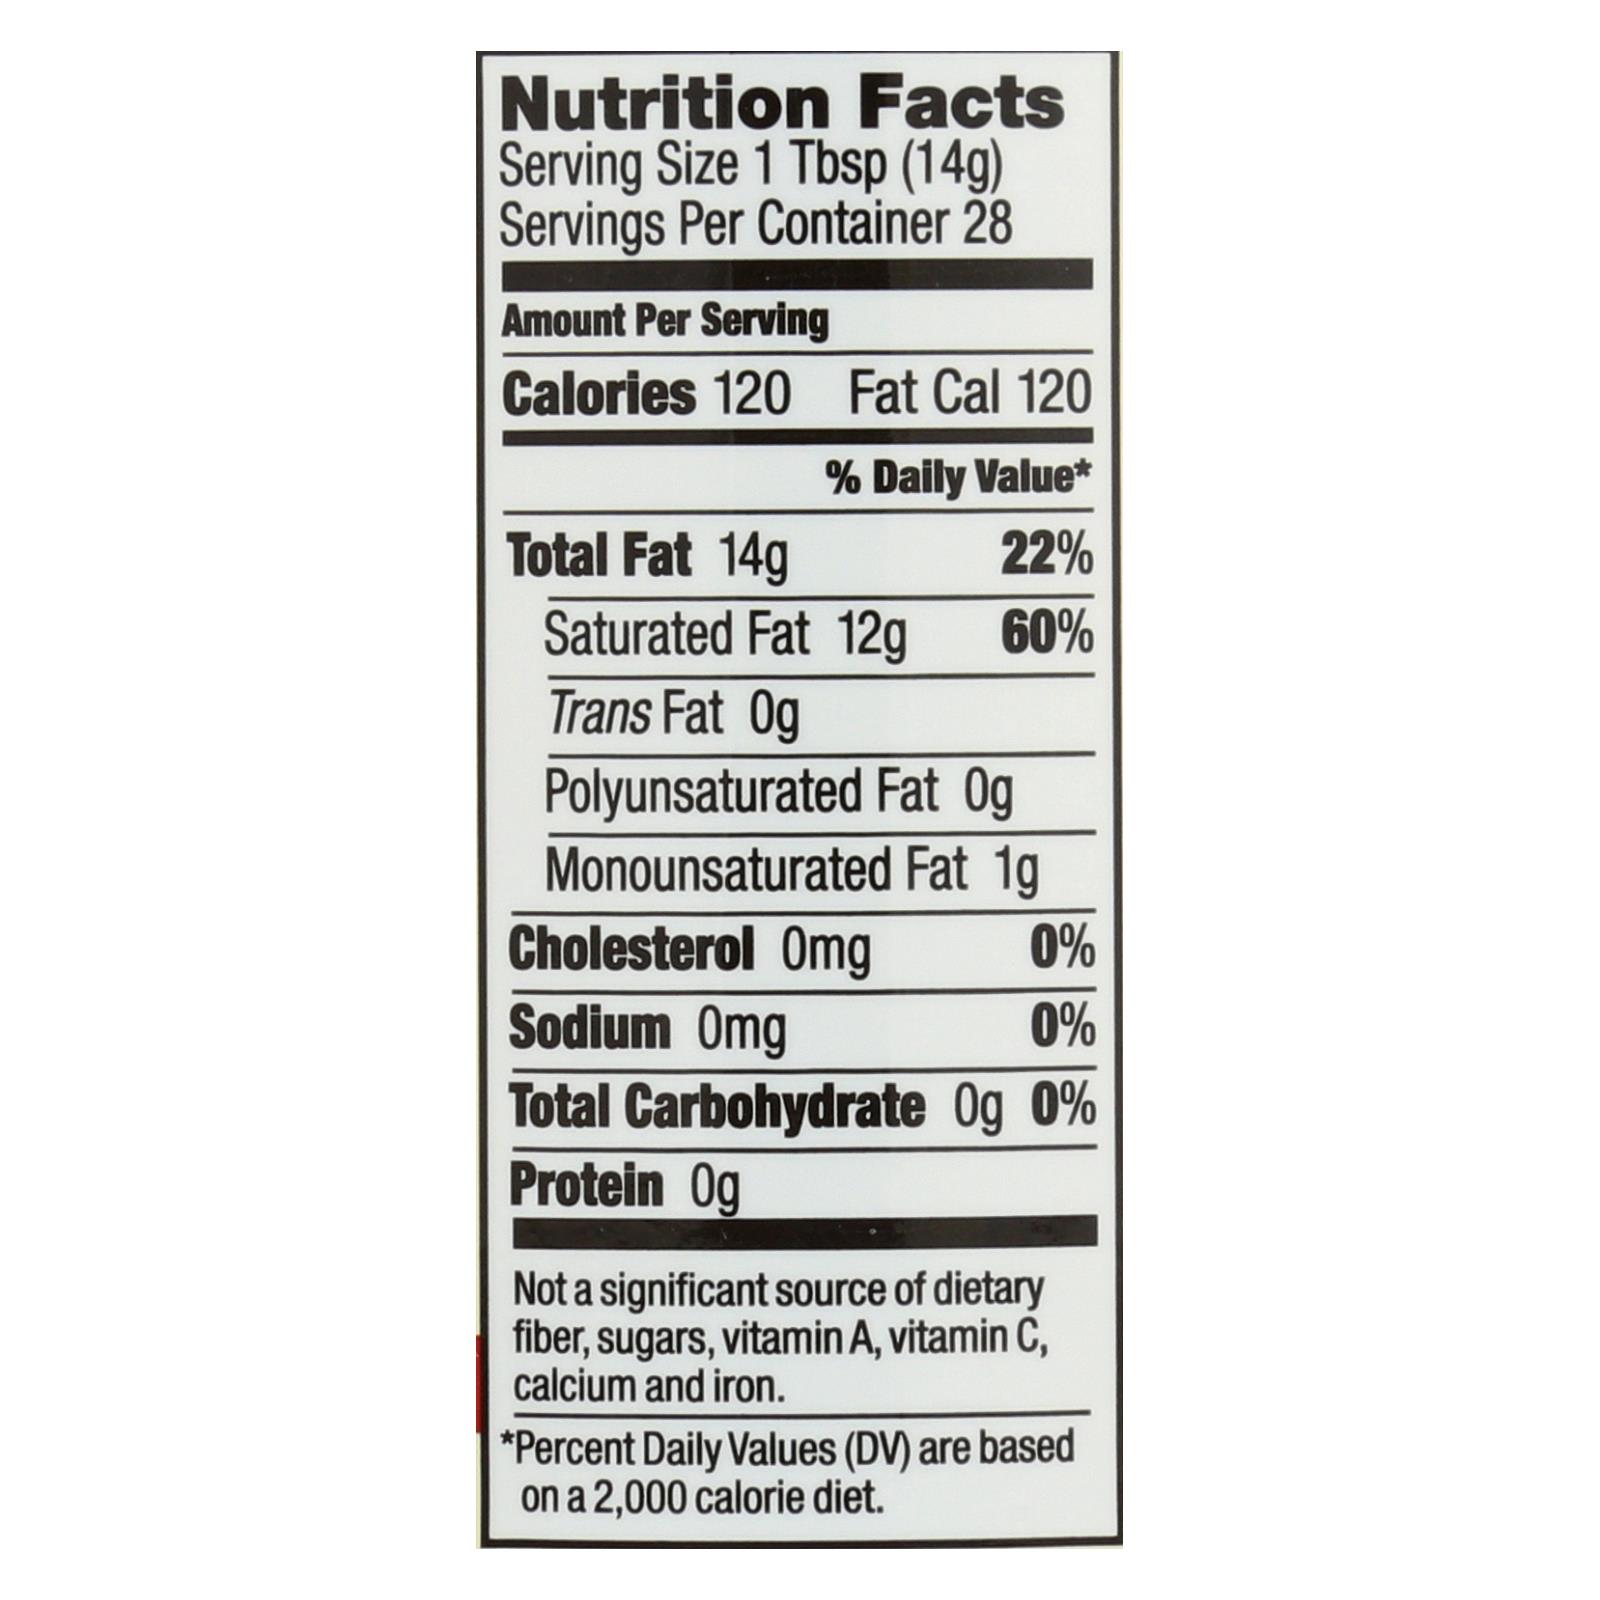 Nutrition Facts
Serving Size 1 Tbsp (14g)
Servings Per Container 28
Amount Per Serving
Calories 120 Fat Cal 120
% Daily Value*
Total Fat 14g 22%
Saturated Fat 12g 60%
Trans Fat 0g
Polyunsaturated Fat 0g
Monounsaturated Fat 1g
Cholesterol 0mg 0%
Sodium 0mg 0%
Total Carbohydrate 0g 0%
Protein 0g
Not a significant source of dietary
fiber, sugars, vitamin A, vitamin C,
calcium and iron.
*Percent Daily Values (DV) are based
on a 2,000 calorie diet.